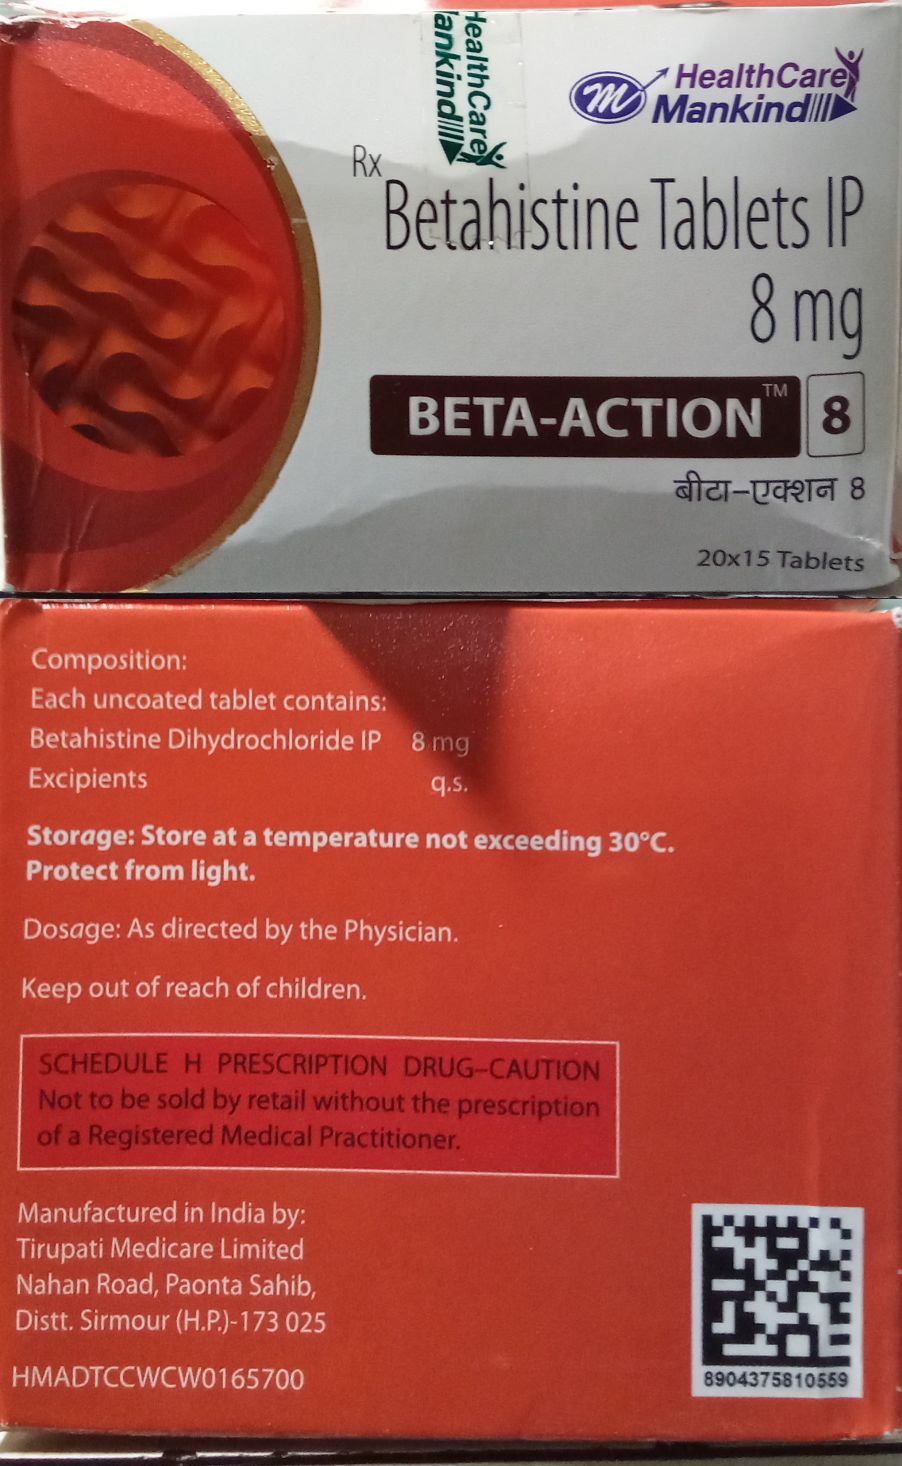 HealthCare
Mankind
HealthCare
Mankind
Rx
Betahistine Tablets IP
8 mg
BETA-ACTION™ 8
बीटा-एक्शन 8
20x15 Tablets
Composition:
Each uncoated tablet contains:
Betahistine Dihydrochloride IP 8 mg
Excipients q.s.
Storage: Store at a temperature not exceeding 30°C.
Protect from light.
Dosage: As directed by the Physician.
Keep out of reach of children.
SCHEDULE H PRESCRIPTION DRUG–CAUTION
Not to be sold by retail without the prescription
of a Registered Medical Practitioner.
Manufactured in India by:
Tirupati Medicare Limited
Nahan Road, Paonta Sahib,
Distt. Sirmour (H.P.)-173 025
HMADTCCWCW0165700
8904375810559